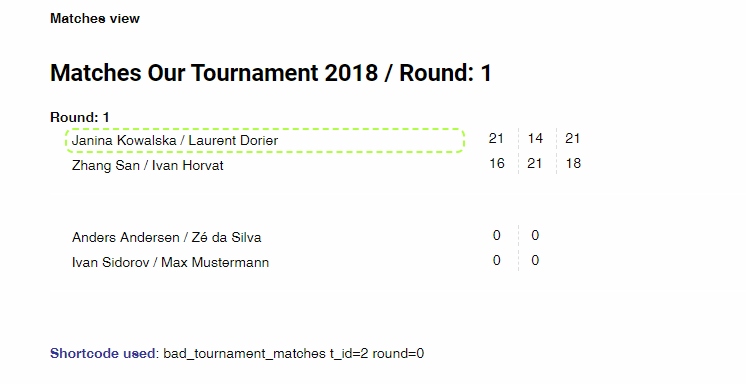 Matches view
Matches Our Tournament 2018 / Round: 1
Round: 1
Janina Kowalska / Laurent Dorier 21 14 21
Zhang San / Ivan Horvat 16 21 18
Anders Andersen / Zé da Silva 0 0
Ivan Sidorov / Max Mustermann 0 0
Shortcode used: bad_tournament_matches t_id=2 round=0